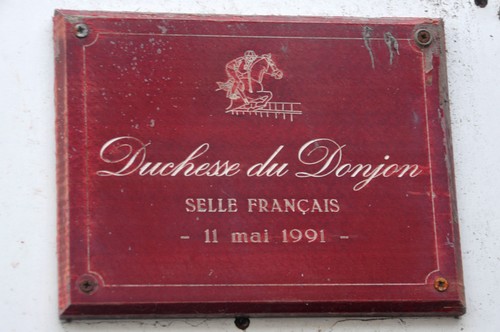 Duchesse du Donjon
SELLE FRANÇAIS
- 11 mai 1991 -